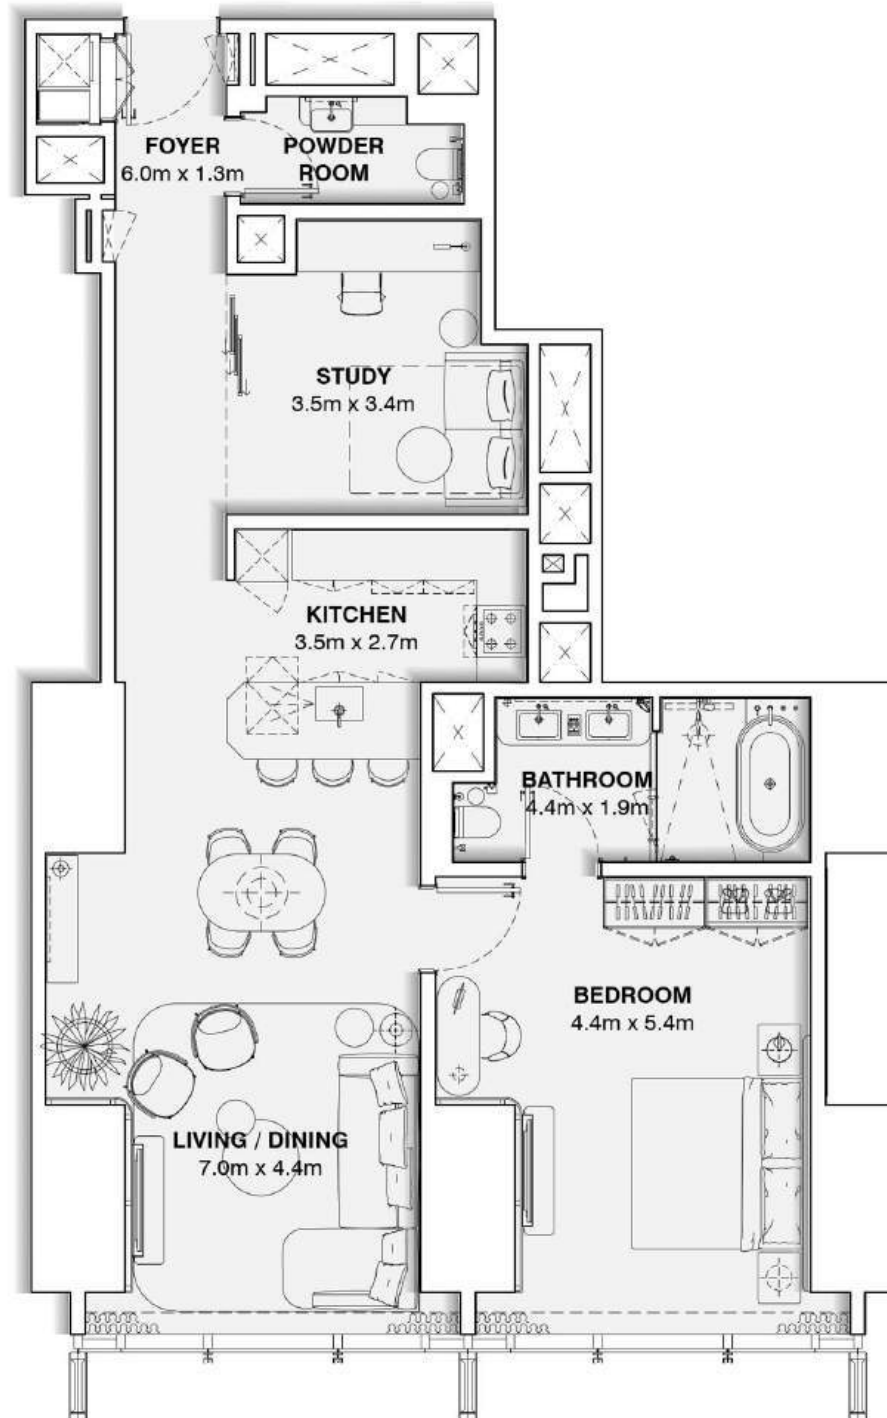 FOYER
6.0m x 1.3m
POWDER
ROOM
STUDY
3.5m x 3.4m
KITCHEN
3.5m x 2.7m
BATHROOM
4.4m x 1.9m
BEDROOM
4.4m x 5.4m
LIVING / DINING
7.0m x 4.4m